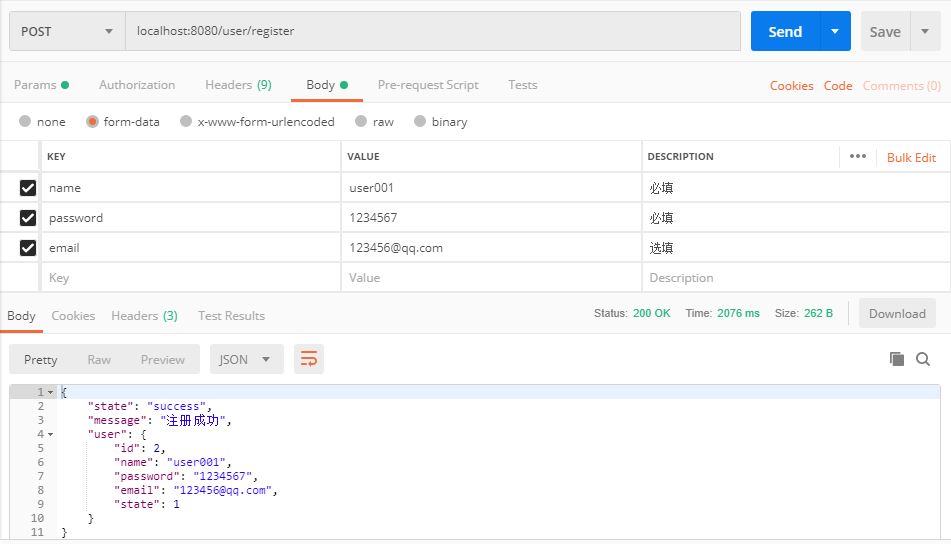 POST localhost:8080/user/register Send Save
Params Authorization Headers (9) Body Pre-request Script Tests Cookies Code Comments (0)
none form-data x-www-form-urlencoded raw binary
KEY VALUE DESCRIPTION ••• Bulk Edit
name user001 必填
password 1234567 必填
email 123456@qq.com 选填
Key Value Description
Body Cookies Headers (3) Test Results Status: 200 OK Time: 2076 ms Size: 262 B Download
Pretty Raw Preview JSON
1 {
2 "state": "success",
3 "message": "注册成功",
4 "user": {
5 "id": 2,
6 "name": "user001",
7 "password": "1234567",
8 "email": "123456@qq.com",
9 "state": 1
10 }
11 }